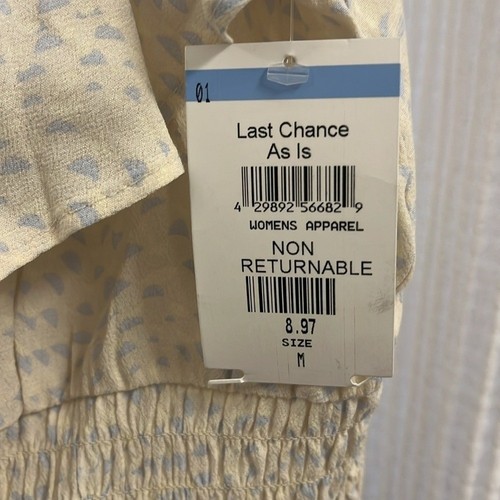 01
Last Chance
As Is
4 29892 56682 9
WOMENS APPAREL
NON
RETURNABLE
8.97
SIZE
M